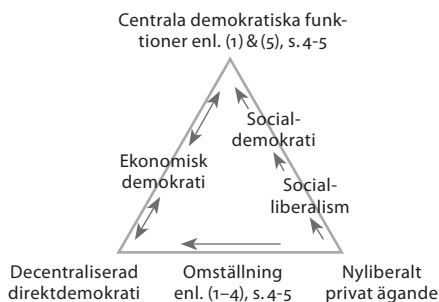 Centrala demokratiska funk-
tioner enl. (1) & (5), s. 4-5
Social-
demokrati
Ekonomisk
demokrati
Social-
liberalism
Decentraliserad
direktdemokrati
Omställning
enl. (1–4), s. 4-5
Nyliberalt
privat ägande